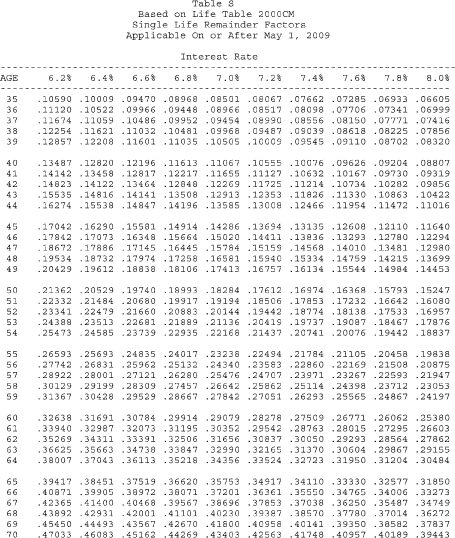 Table S
Based on Life Table 2000CM
Single Life Remainder Factors
Applicable On or After May 1, 2009
Interest Rate
AGE 6.2% 6.4% 6.6% 6.8% 7.0% 7.2% 7.4% 7.6% 7.8% 8.0%
35 .10590 .10009 .09470 .08968 .08501 .08067 .07662 .07285 .06933 .06605
36 .11120 .10522 .09966 .09448 .08966 .08517 .08098 .07706 .07341 .06999
37 .11674 .11059 .10486 .09952 .09454 .08990 .08556 .08150 .07771 .07416
38 .12254 .11621 .11032 .10481 .09968 .09487 .09039 .08618 .08225 .07856
39 .12857 .12208 .11601 .11035 .10505 .10009 .09545 .09110 .08702 .08320
40 .13487 .12820 .12196 .11613 .11067 .10555 .10076 .09626 .09204 .08807
41 .14142 .13458 .12817 .12217 .11655 .11127 .10632 .10167 .09730 .09319
42 .14823 .14122 .13464 .12848 .12269 .11725 .11214 .10734 .10282 .09856
43 .15535 .14816 .14141 .13508 .12913 .12353 .11826 .11330 .10863 .10422
44 .16274 .15538 .14847 .14196 .13585 .13008 .12466 .11954 .11472 .11016
45 .17042 .16290 .15581 .14914 .14286 .13694 .13135 .12608 .12110 .11640
46 .17842 .17073 .16348 .15664 .15020 .14411 .13836 .13293 .12780 .12294
47 .18672 .17886 .17145 .16445 .15784 .15159 .14568 .14010 .13481 .12980
48 .19534 .18732 .17974 .17258 .16581 .15940 .15334 .14759 .14215 .13699
49 .20429 .19612 .18838 .18106 .17413 .16757 .16134 .15544 .14984 .14453
50 .21362 .20529 .19740 .18993 .18284 .17612 .16974 .16368 .15793 .15247
51 .22332 .21484 .20680 .19917 .19194 .18506 .17853 .17232 .16642 .16080
52 .23341 .22479 .21660 .20883 .20144 .19442 .18774 .18138 .17533 .16957
53 .24388 .23513 .22681 .21889 .21136 .20419 .19737 .19087 .18467 .17876
54 .25473 .24585 .23739 .22935 .22168 .21437 .20741 .20076 .19442 .18837
55 .26593 .25693 .24835 .24017 .23238 .22494 .21784 .21105 .20458 .19838
56 .27742 .26831 .25962 .25132 .24340 .23583 .22860 .22169 .21508 .20875
57 .28922 .28001 .27121 .26280 .25476 .24707 .23971 .23267 .22593 .21947
58 .30129 .29199 .28309 .27457 .26642 .25862 .25114 .24398 .23712 .23053
59 .31367 .30428 .29529 .28667 .27842 .27051 .26293 .25565 .24867 .24197
60 .32638 .31691 .30784 .29914 .29079 .28278 .27509 .26771 .26062 .25380
61 .33940 .32987 .32073 .31195 .30352 .29542 .28763 .28015 .27295 .26603
62 .35269 .34311 .33391 .32506 .31656 .30837 .30050 .29293 .28564 .27862
63 .36625 .35663 .34738 .33847 .32990 .32165 .31370 .30604 .29867 .29155
64 .38007 .37043 .36113 .35218 .34356 .33524 .32723 .31950 .31204 .30484
65 .39417 .38451 .37519 .36620 .35753 .34917 .34110 .33330 .32577 .31850
66 .40871 .39905 .38972 .38071 .37201 .36361 .35550 .34765 .34006 .33273
67 .42365 .41400 .40468 .39567 .38696 .37853 .37038 .36250 .35487 .34749
68 .43892 .42931 .42001 .41101 .40230 .39387 .38570 .37780 .37014 .36272
69 .45450 .44493 .43567 .42670 .41800 .40958 .40141 .39350 .38582 .37837
70 .47033 .46083 .45162 .44269 .43403 .42563 .41748 .40957 .40189 .39443